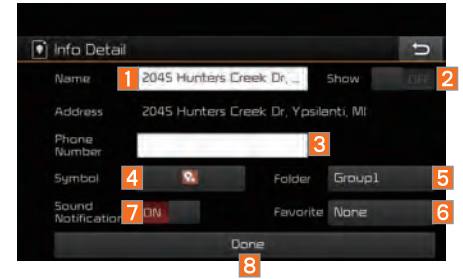 Info Detail
Name 1 2045 Hunters Creek Dr, ... Show OFF 2
Address 2045 Hunters Creek Dr, Ypsilanti, MI
Phone
Number 3
Symbol 4 Folder Group1 5
Sound
Notification 7 ON Favorite None 6
Done
8